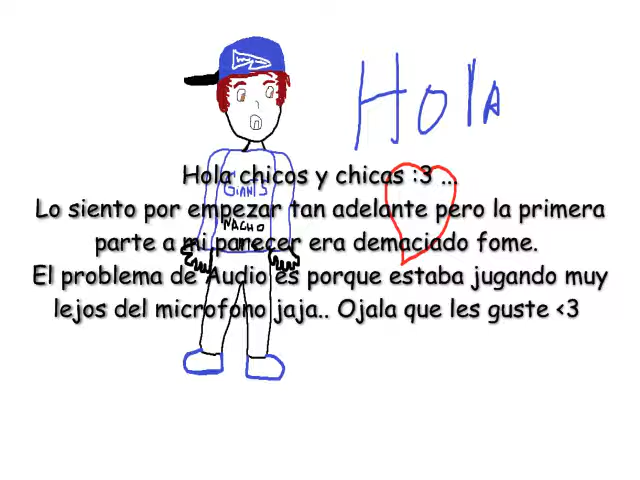 Hola
Hola chicos y chicas :3 ...
GIANTS
Lo siento por empezar tan adelante pero la primera
NACHO
parte a mi parecer era demaciado fome.
El problema de Audio es porque estaba jugando muy
lejos del microfono jaja.. Ojala que les guste <3